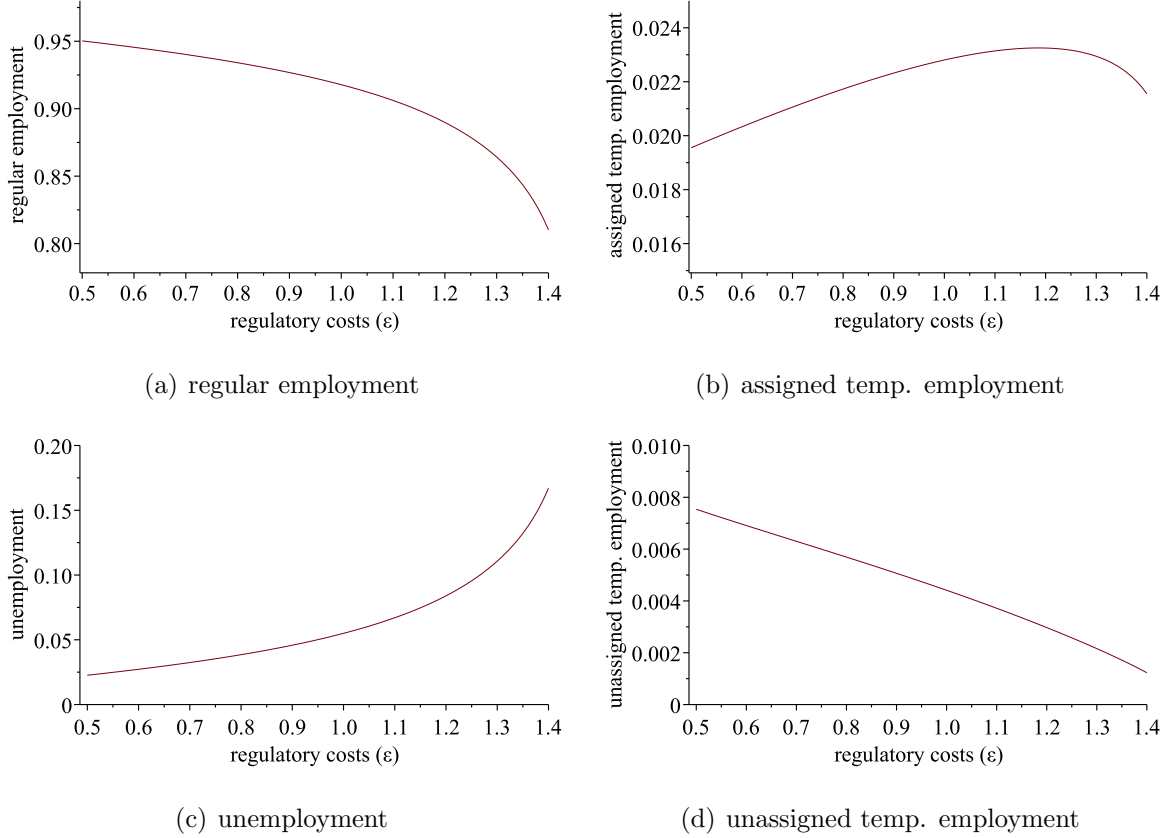 regular employment
0.95
0.90
0.85
0.80
0.5 0.6 0.7 0.8 0.9 1.0 1.1 1.2 1.3 1.4
regulatory costs (ε)
(a) regular employment
assigned temp. employment
0.024
0.022
0.020
0.018
0.016
0.5 0.6 0.7 0.8 0.9 1.0 1.1 1.2 1.3 1.4
regulatory costs (ε)
(b) assigned temp. employment
unemployment
0.20
0.15
0.10
0.05
0
0.5 0.6 0.7 0.8 0.9 1.0 1.1 1.2 1.3 1.4
regulatory costs (ε)
(c) unemployment
unassigned temp. employment
0.010
0.008
0.006
0.004
0.002
0
0.5 0.6 0.7 0.8 0.9 1.0 1.1 1.2 1.3 1.4
regulatory costs (ε)
(d) unassigned temp. employment